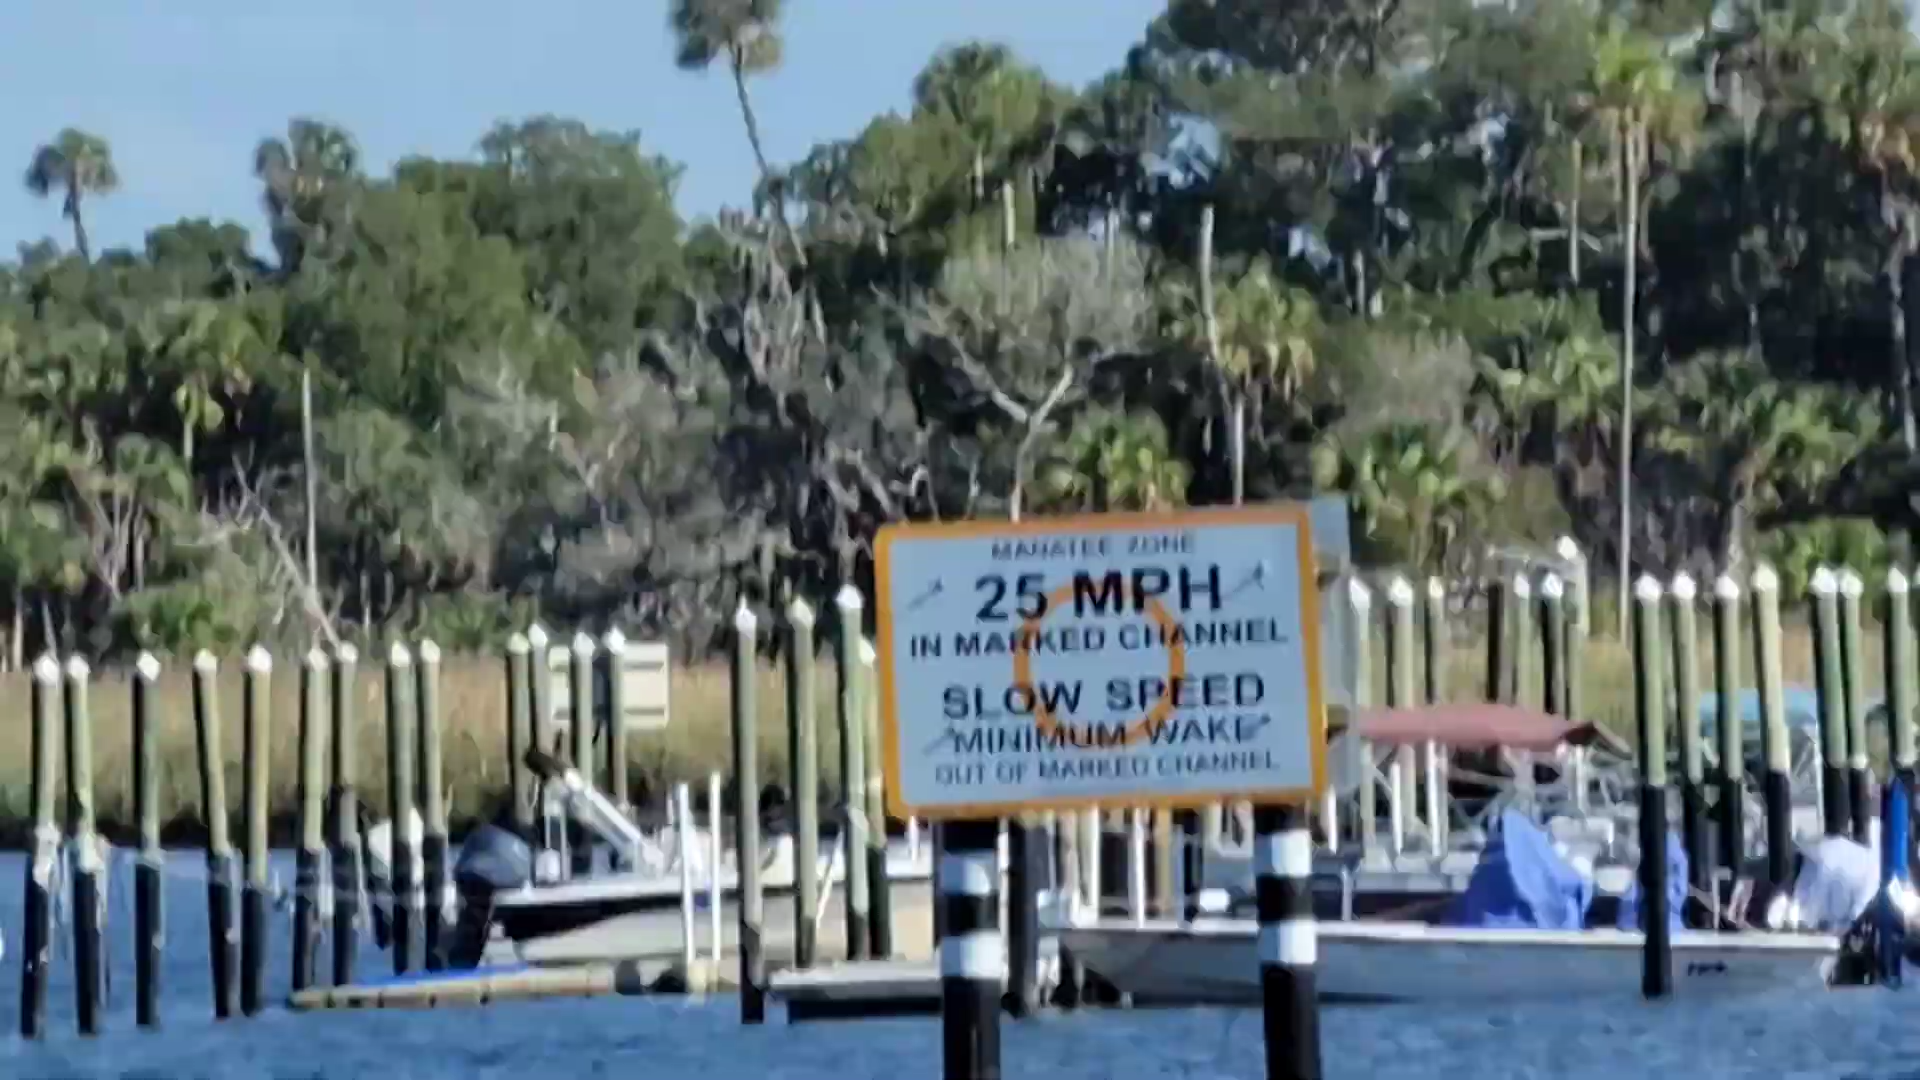 MANATEE ZONE
25 MPH
IN MARKED CHANNEL
SLOW SPEED
MINIMUM WAKE
OUT OF MARKED CHANNEL